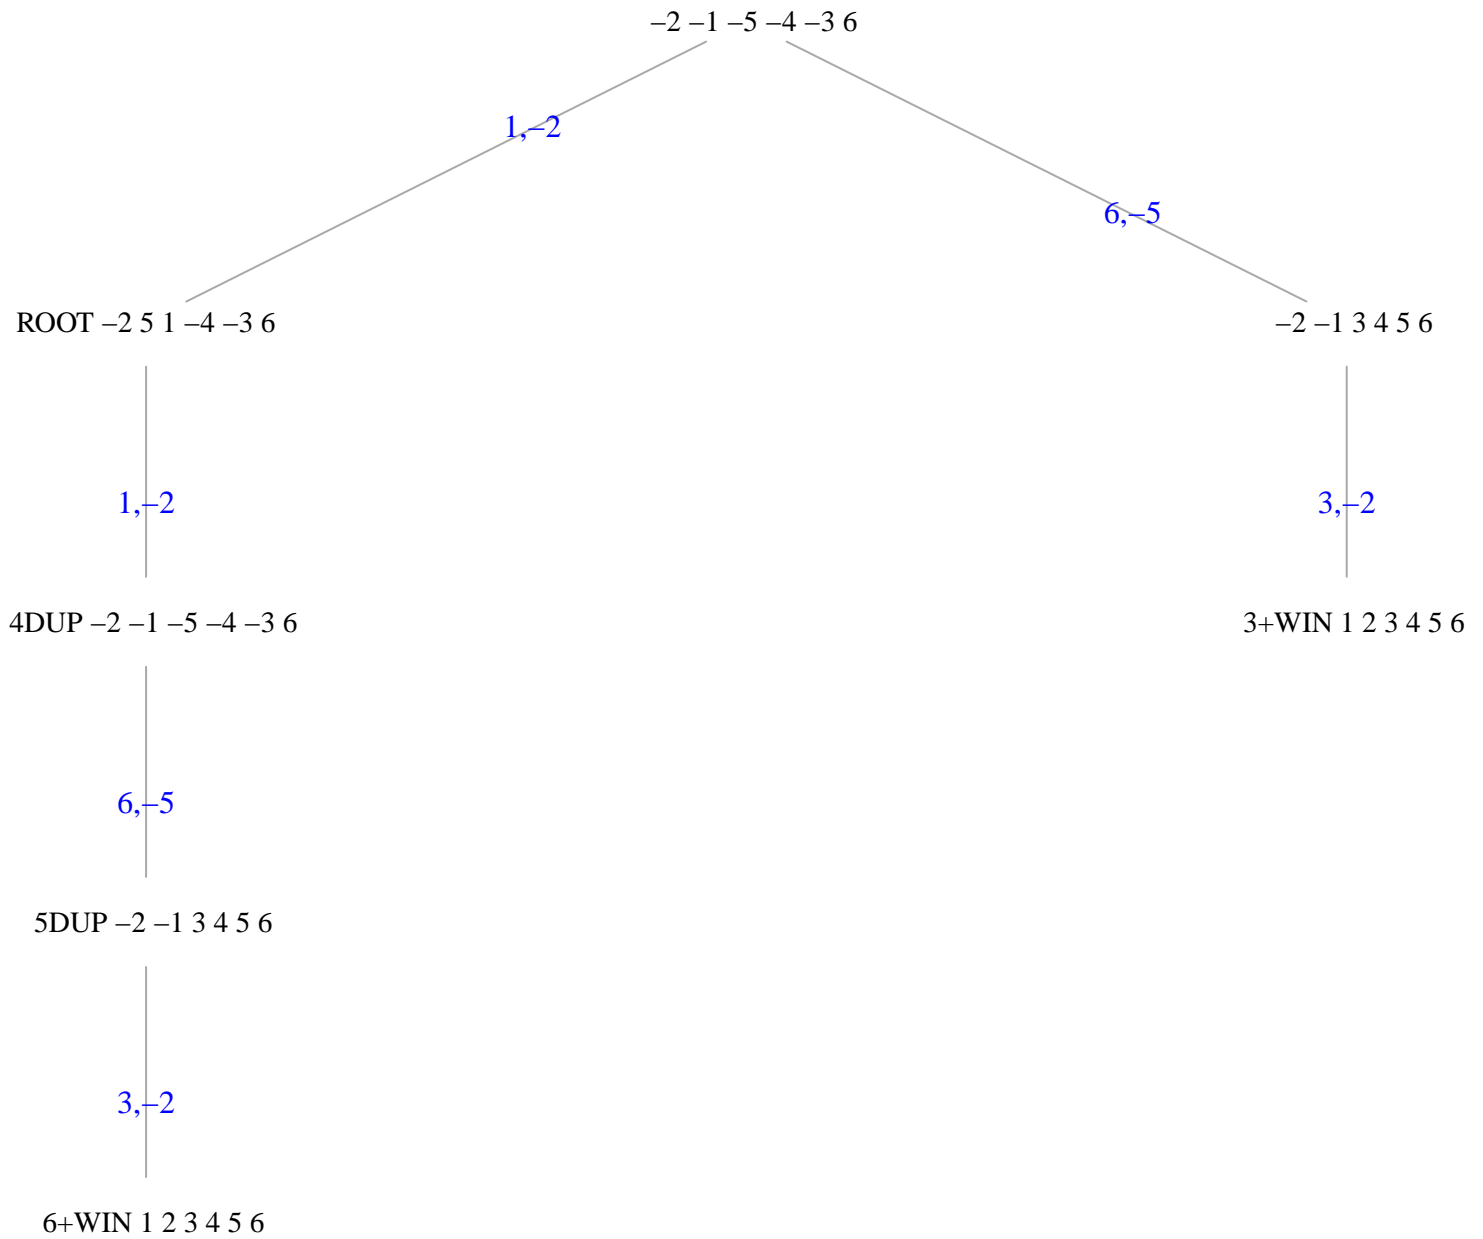 –2 –1 –5 –4 –3 6
1,–2
6,–5
ROOT –2 5 1 –4 –3 6
–2 –1 3 4 5 6
1,–2
3,–2
4DUP –2 –1 –5 –4 –3 6
3+WIN 1 2 3 4 5 6
6,–5
5DUP –2 –1 3 4 5 6
3,–2
6+WIN 1 2 3 4 5 6